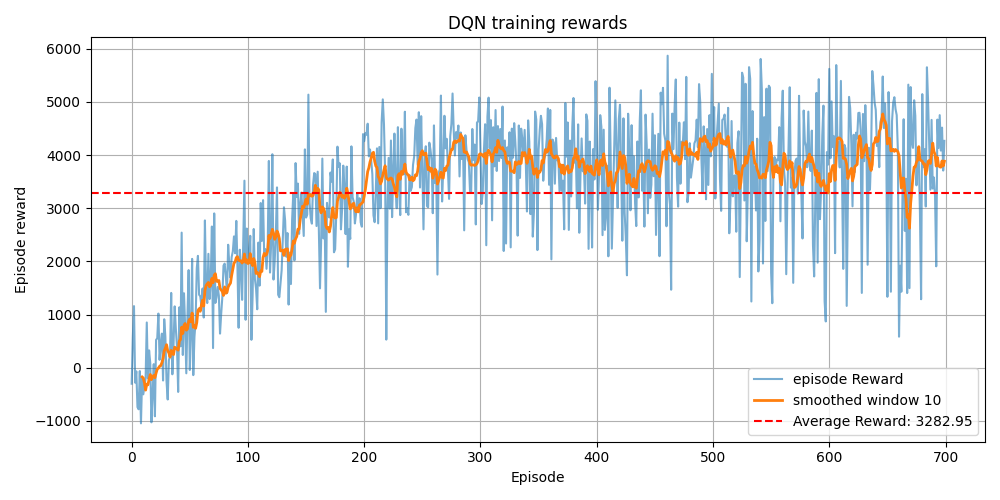 DQN training rewards
Episode reward
6000
5000
4000
3000
2000
1000
0
−1000
0 100 200 300 400 500 600 700
Episode
episode Reward
smoothed window 10
Average Reward: 3282.95